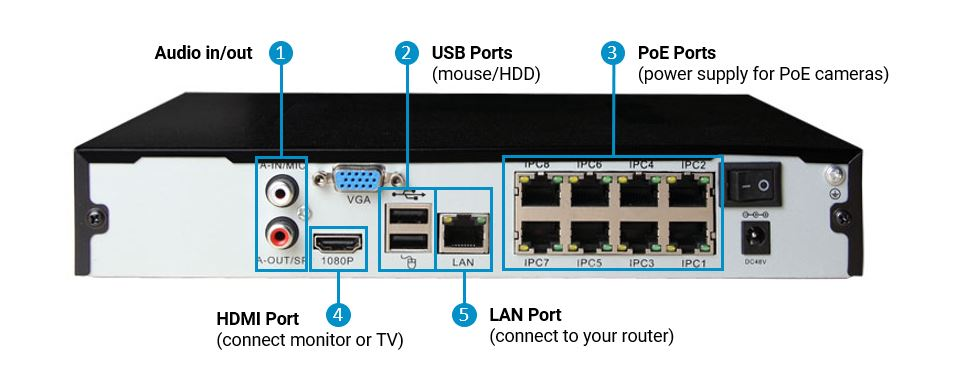 Audio in/out
1
2
USB Ports
(mouse/HDD)
3
PoE Ports
(power supply for PoE cameras)
A-IN/MIC
VGA
IPC8 IPC6 IPC4 IPC2
- O
A-OUT/SP
1080P
LAN
IPC7 IPC5 IPC3 IPC1
DC48V
4
HDMI Port
(connect monitor or TV)
5
LAN Port
(connect to your router)